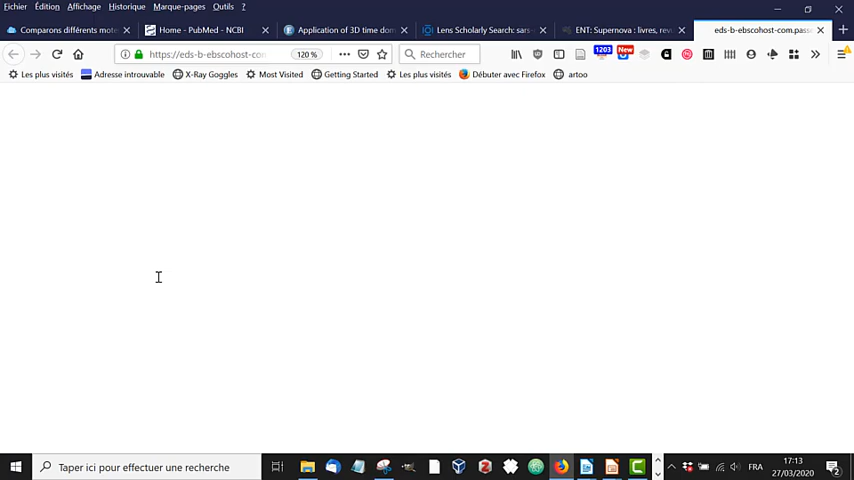 Fichier Édition Affichage Historique Marque-pages Outils ?
Comparons différents mote Home - PubMed - NCBI Application of 3D time dom Lens Scholarly Search: sars- ENT: Supernova : livres, rev eds-b-ebscohost-com.passe
https://eds-b-ebscohost-com 120 % Rechercher 1203 New
Les plus visités Adresse introuvable X-Ray Goggles Most Visited Getting Started Les plus visités Débuter avec Firefox artoo
Taper ici pour effectuer une recherche FRA 17:13
27/03/2020 2